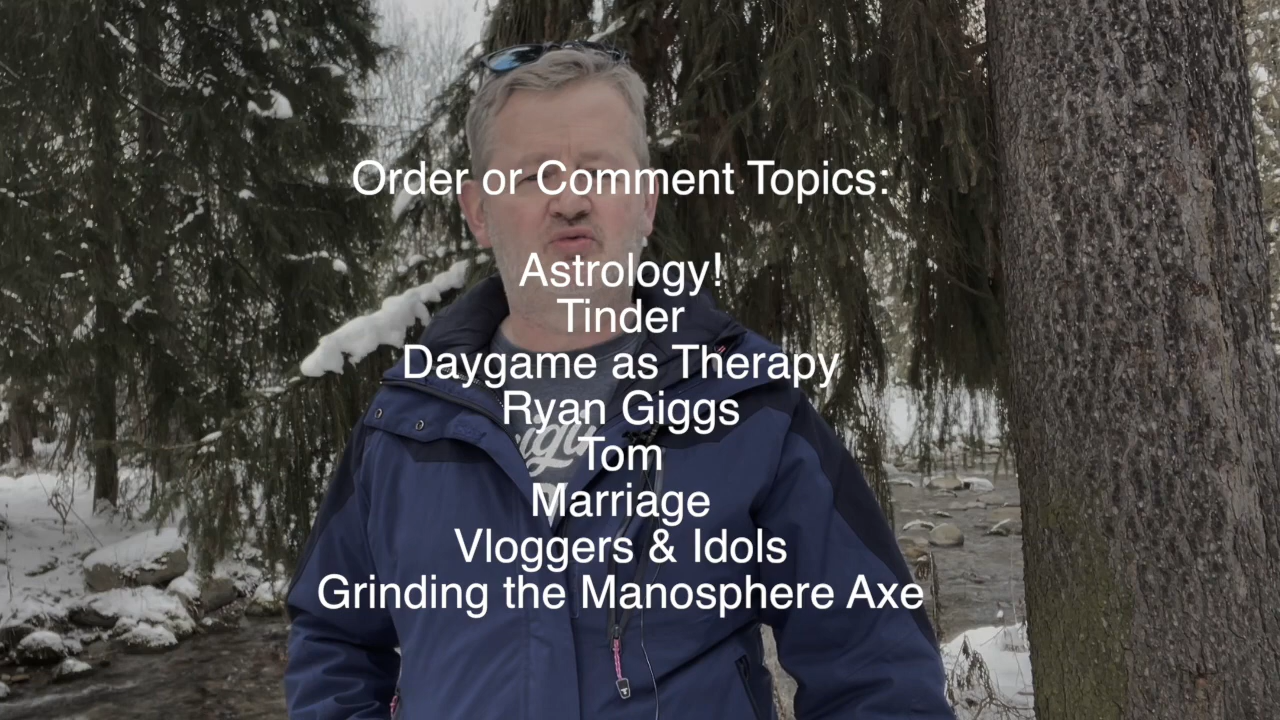 Order or Comment Topics:
Astrology!
Tinder
Daygame as Therapy
Ryan Giggs
Tom
Marriage
Vloggers & Idols
Grinding the Manosphere Axe